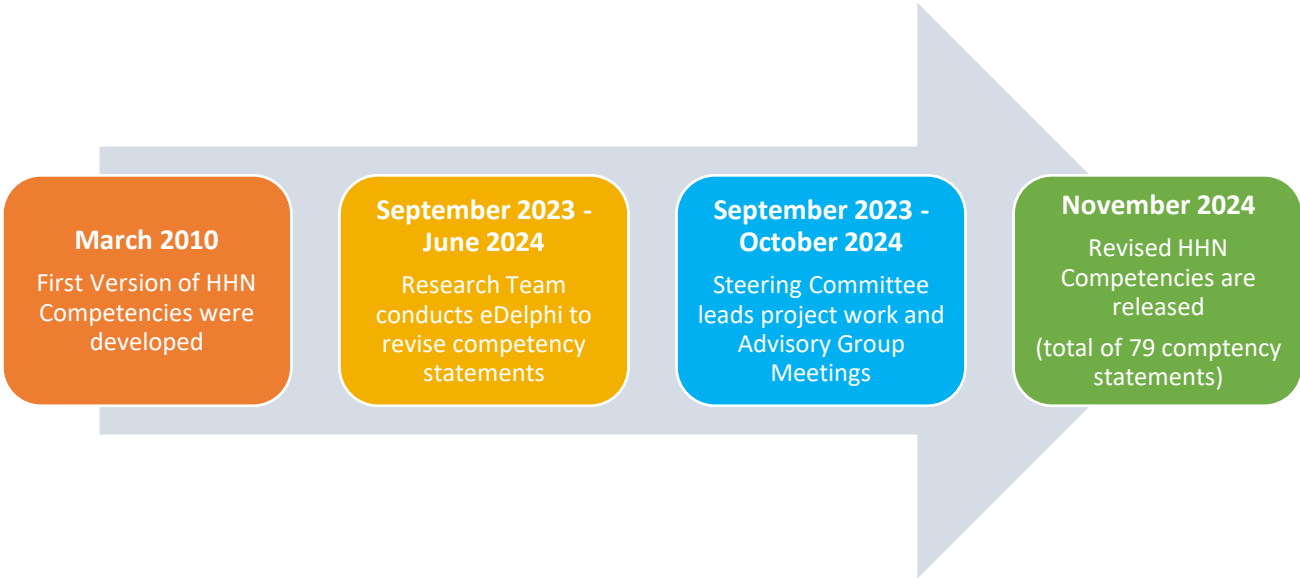 March 2010
First Version of HHN
Competencies were
developed
September 2023 -
June 2024
Research Team
conducts eDelphi to
revise competency
statements
September 2023 -
October 2024
Steering Committee
leads project work and
Advisory Group
Meetings
November 2024
Revised HHN
Competencies are
released
(total of 79 comptency
statements)